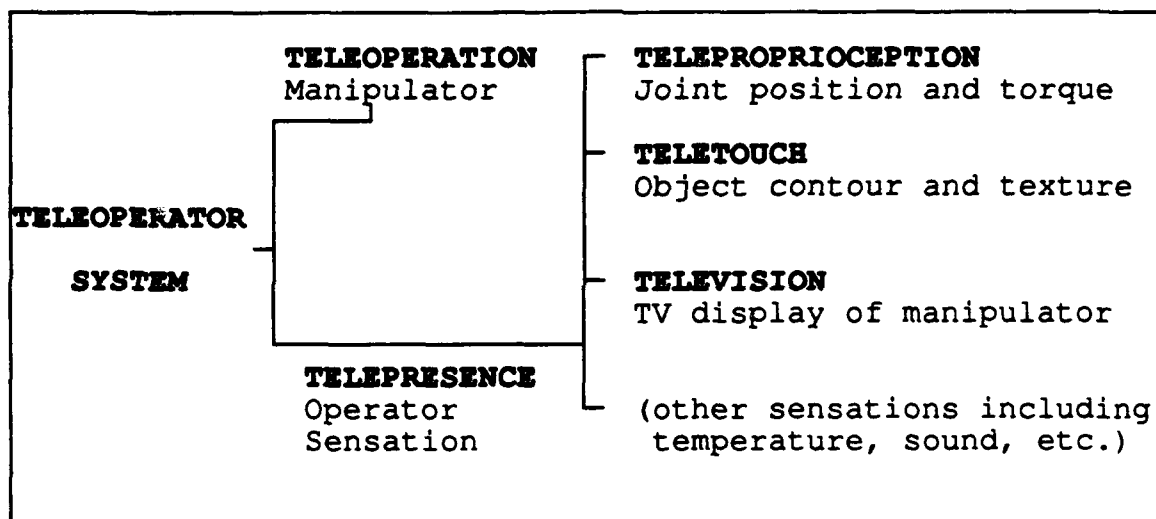 TELEOPERATOR
SYSTEM
TELEOPERATION
Manipulator
TELEPRESENCE
Operator
Sensation
TELEPROPRIOCEPTION
Joint position and torque
TELETOUCH
Object contour and texture
TELEVISION
TV display of manipulator
(other sensations including
temperature, sound, etc.)